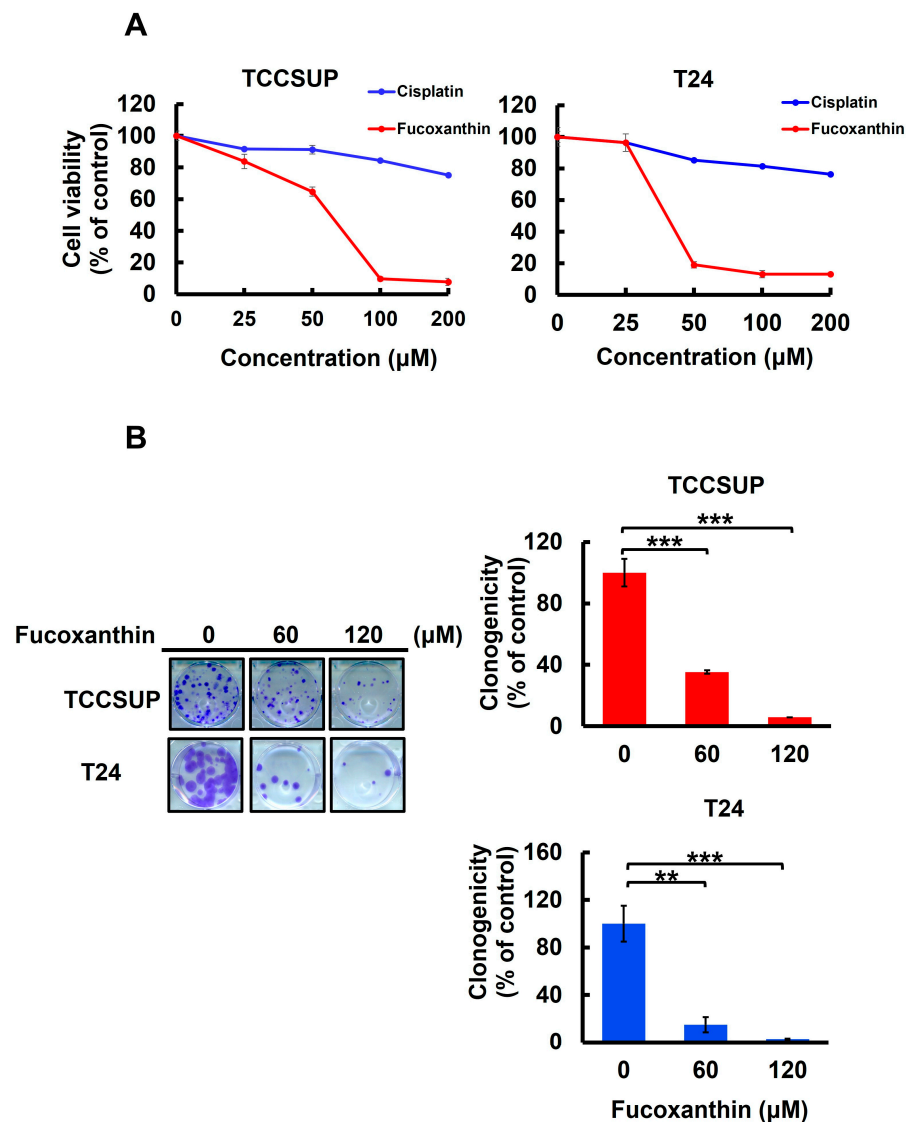 A
TCCSUP
Cisplatin
Fucoxanthin
120
100
80
60
40
20
0
Cell viability
(% of control)
0 25 50 100 200
Concentration (µM)
T24
Cisplatin
Fucoxanthin
120
100
80
60
40
20
0
0 25 50 100 200
Concentration (µM)
B
Fucoxanthin 0 60 120 (µM)
TCCSUP
T24
TCCSUP
***
***
120
80
40
0
Clonogenicity
(% of control)
0 60 120
T24
***
**
160
120
80
40
0
Clonogenicity
(% of control)
0 60 120
Fucoxanthin (µM)